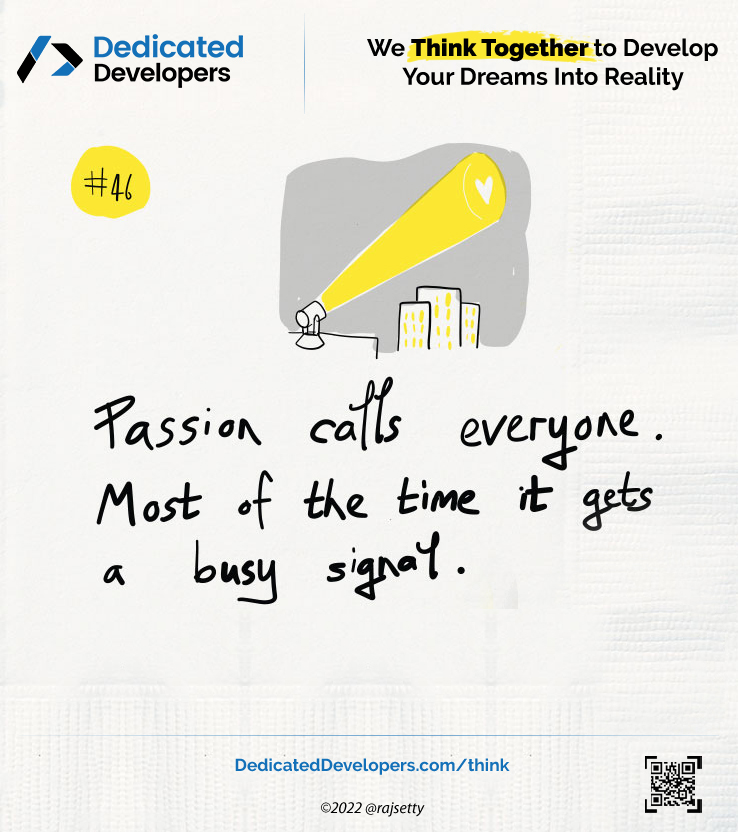 Dedicated
Developers
We Think Together to Develop
Your Dreams Into Reality
#46
Passion calls everyone.
Most of the time it gets
a busy signal.
DedicatedDevelopers.com/think
©2022 @rajsetty